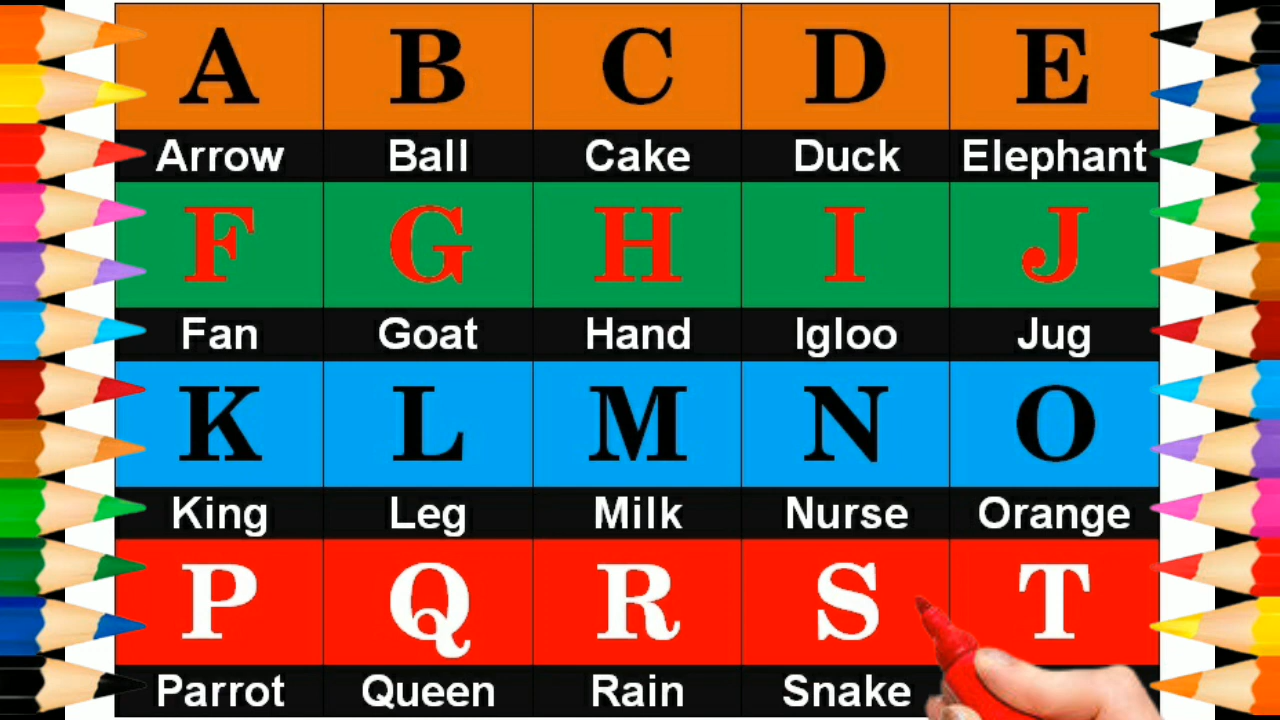 A B C D E
Arrow Ball Cake Duck Elephant
F G H I J
Fan Goat Hand Igloo Jug
K L M N O
King Leg Milk Nurse Orange
P Q R S T
Parrot Queen Rain Snake